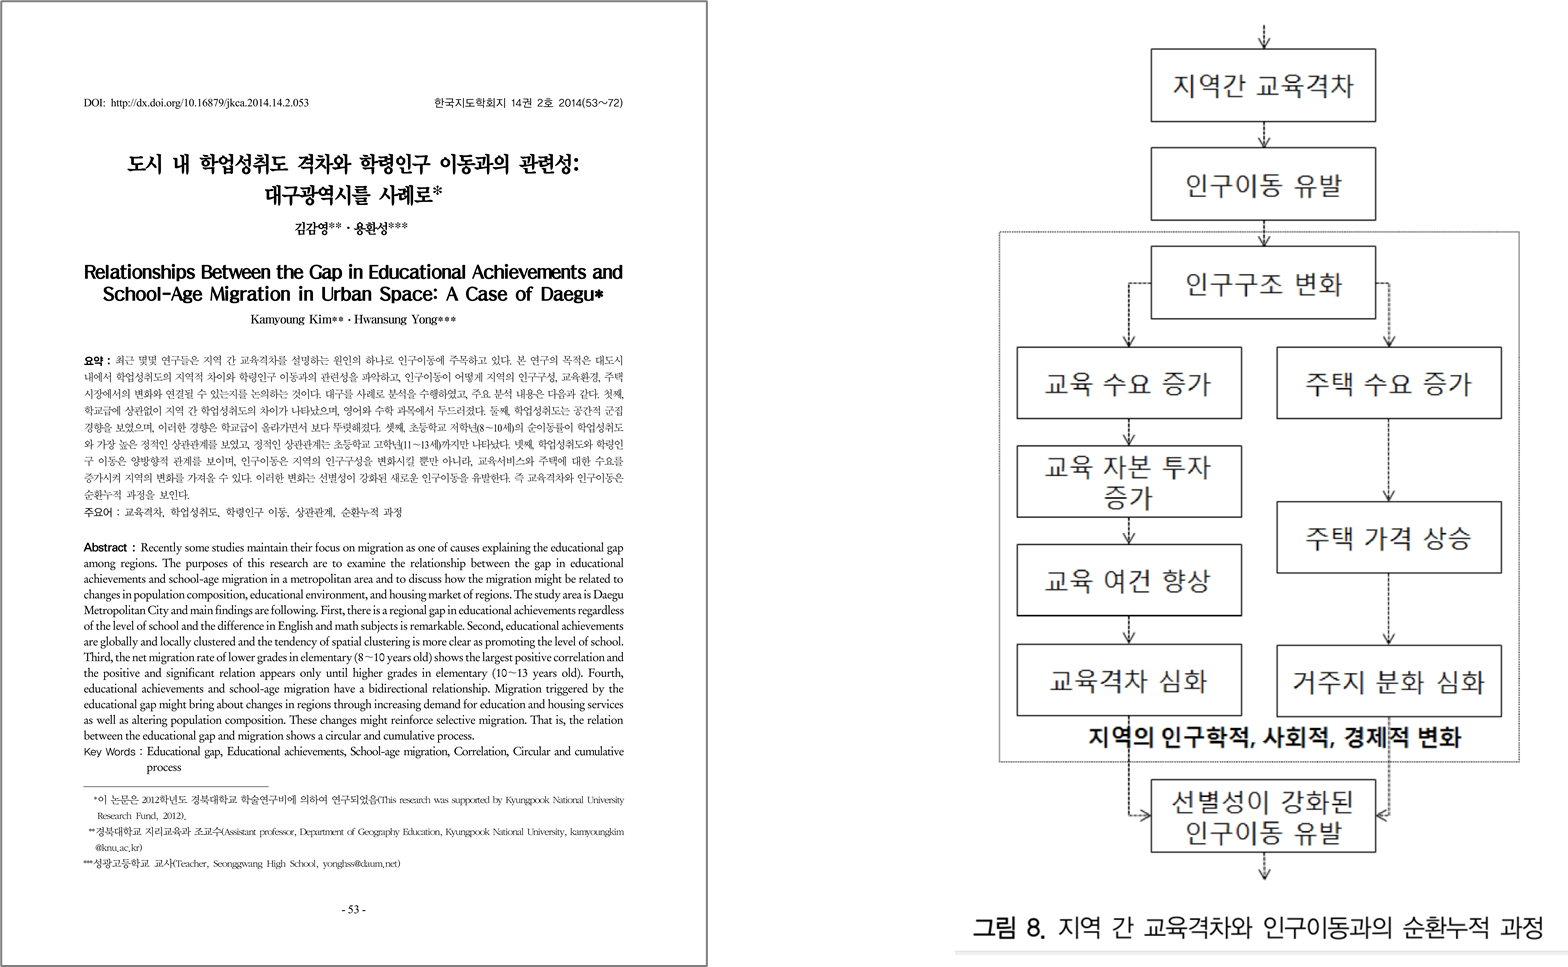 DOI: http://dx.doi.org/10.16879/jkca.2014.14.2.053
한국지도학회지 14권 2호 2014(53~72)
도시 내 학업성취도 격차와 학령인구 이동과의 관련성:
대구광역시를 사례로*
김감영**·용환성***
Relationships Between the Gap in Educational Achievements and
School-Age Migration in Urban Space: A Case of Daegu*
Kamyoung Kim**·Hwansung Yong***
요약 : 최근 몇몇 연구들은 지역 간 교육격차를 설명하는 원인의 하나로 인구이동에 주목하고 있다. 본 연구의 목적은 대도시
내에서 학업성취도의 지역적 차이와 학령인구 이동과의 관련성을 파악하고, 인구이동이 어떻게 지역의 인구구성, 교육환경, 주택
시장에서의 변화와 연결될 수 있는지를 논의하는 것이다. 대구를 사례로 분석을 수행하였고, 주요 분석 내용은 다음과 같다. 첫째,
학교급에 상관없이 지역 간 학업성취도의 차이가 나타났으며, 영어와 수학 과목에서 두드러졌다. 둘째, 학업성취도는 공간적 군집
경향을 보였으며, 이러한 경향은 학교급이 올라가면서 보다 뚜렷해졌다. 셋째, 초등학교 저학년(8~10세)의 순이동률이 학업성취도
와 가장 높은 정적인 상관관계를 보였고, 정적인 상관관계는 초등학교 고학년(11~13세)까지만 나타났다. 넷째, 학업성취도와 학령인
구 이동은 양방향적 관계를 보이며, 인구이동은 지역의 인구구성을 변화시킬 뿐만 아니라, 교육서비스와 주택에 대한 수요를
증가시켜 지역의 변화를 가져올 수 있다. 이러한 변화는 선별성이 강화된 새로운 인구이동을 유발한다. 즉 교육격차와 인구이동은
순환누적 과정을 보인다.
주요어 : 교육격차, 학업성취도, 학령인구 이동, 상관관계, 순환누적 과정
Abstract : Recently some studies maintain their focus on migration as one of causes explaining the educational gap
among regions. The purposes of this research are to examine the relationship between the gap in educational
achievements and school-age migration in a metropolitan area and to discuss how the migration might be related to
changes in population composition, educational environment, and housing market of regions. The study area is Daegu
Metropolitan City and main findings are following. First, there is a regional gap in educational achievements regardless
of the level of school and the difference in English and math subjects is remarkable. Second, educational achievements
are globally and locally clustered and the tendency of spatial clustering is more clear as promoting the level of school.
Third, the net migration rate of lower grades in elementary (8~10 years old) shows the largest positive correlation and
the positive and significant relation appears only until higher grades in elementary (10~13 years old). Fourth,
educational achievements and school-age migration have a bidirectional relationship. Migration triggered by the
educational gap might bring about changes in regions through increasing demand for education and housing services
as well as altering population composition. These changes might reinforce selective migration. That is, the relation
between the educational gap and migration shows a circular and cumulative process.
Key Words : Educational gap, Educational achievements, School-age migration, Correlation, Circular and cumulative
process
*이 논문은 2012학년도 경북대학교 학술연구비에 의하여 연구되었음(This research was supported by Kyungpook National University
Research Fund, 2012).
**경북대학교 지리교육과 조교수(Assistant professor, Department of Geography Education, Kyungpook National University, kamyoungkim
@knu.ac.kr)
***성광고등학교 교사(Teacher, Seonggwang High School, yonghss@daum.net)
- 53 -
지역간 교육격차
인구이동 유발
인구구조 변화
교육 수요 증가
주택 수요 증가
교육 자본 투자
증가
주택 가격 상승
교육 여건 향상
교육격차 심화
거주지 분화 심화
지역의 인구학적, 사회적, 경제적 변화
선별성이 강화된
인구이동 유발
그림 8. 지역 간 교육격차와 인구이동과의 순환누적 과정